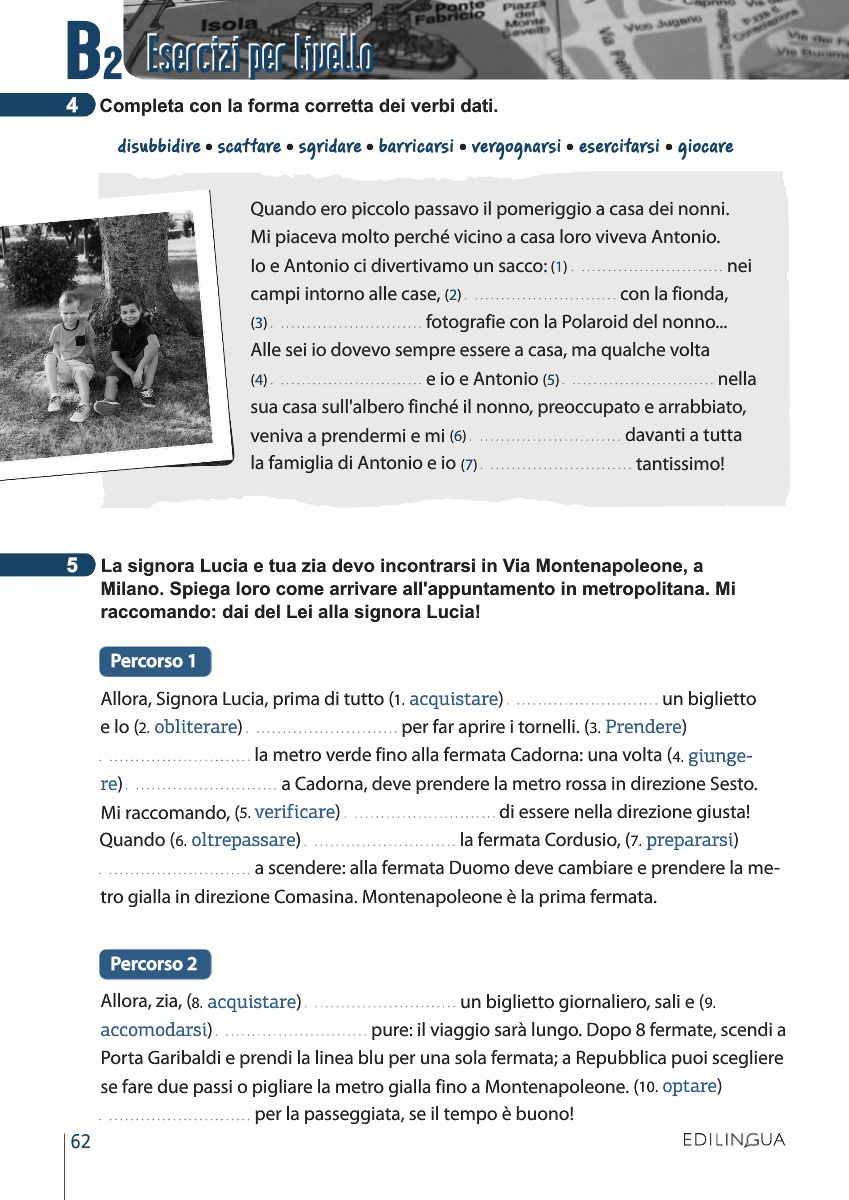 Isola
Ponte
Fabricio
Piazza
del
Monte
Savello
Vico Jugario
Caprino
Via dei Fi
Via Bucim
B2 Esercizi per livello
4 Completa con la forma corretta dei verbi dati.
disubbidire • scattare • sgridare • barricarsi • vergognarsi • esercitarsi • giocare
Quando ero piccolo passavo il pomeriggio a casa dei nonni.
Mi piaceva molto perché vicino a casa loro viveva Antonio.
Io e Antonio ci divertivamo un sacco: (1) ........................... nei
campi intorno alle case, (2) ........................... con la fionda,
(3) ........................... fotografie con la Polaroid del nonno...
Alle sei io dovevo sempre essere a casa, ma qualche volta
(4) ........................... e io e Antonio (5) ........................... nella
sua casa sull'albero finché il nonno, preoccupato e arrabbiato,
veniva a prendermi e mi (6) ........................... davanti a tutta
la famiglia di Antonio e io (7) ........................... tantissimo!
5 La signora Lucia e tua zia devo incontrarsi in Via Montenapoleone, a
Milano. Spiega loro come arrivare all'appuntamento in metropolitana. Mi
raccomando: dai del Lei alla signora Lucia!
Percorso 1
Allora, Signora Lucia, prima di tutto (1. acquistare) ........................... un biglietto
e lo (2. obliterare) ........................... per far aprire i tornelli. (3. Prendere)
........................... la metro verde fino alla fermata Cadorna: una volta (4. giunge-
re) ........................... a Cadorna, deve prendere la metro rossa in direzione Sesto.
Mi raccomando, (5. verificare) ........................... di essere nella direzione giusta!
Quando (6. oltrepassare) ........................... la fermata Cordusio, (7. prepararsi)
........................... a scendere: alla fermata Duomo deve cambiare e prendere la me-
tro gialla in direzione Comasina. Montenapoleone è la prima fermata.
Percorso 2
Allora, zia, (8. acquistare) ........................... un biglietto giornaliero, sali e (9.
accomodarsi) ........................... pure: il viaggio sarà lungo. Dopo 8 fermate, scendi a
Porta Garibaldi e prendi la linea blu per una sola fermata; a Repubblica puoi scegliere
se fare due passi o pigliare la metro gialla fino a Montenapoleone. (10. optare)
........................... per la passeggiata, se il tempo è buono!
62
EDILINGUA